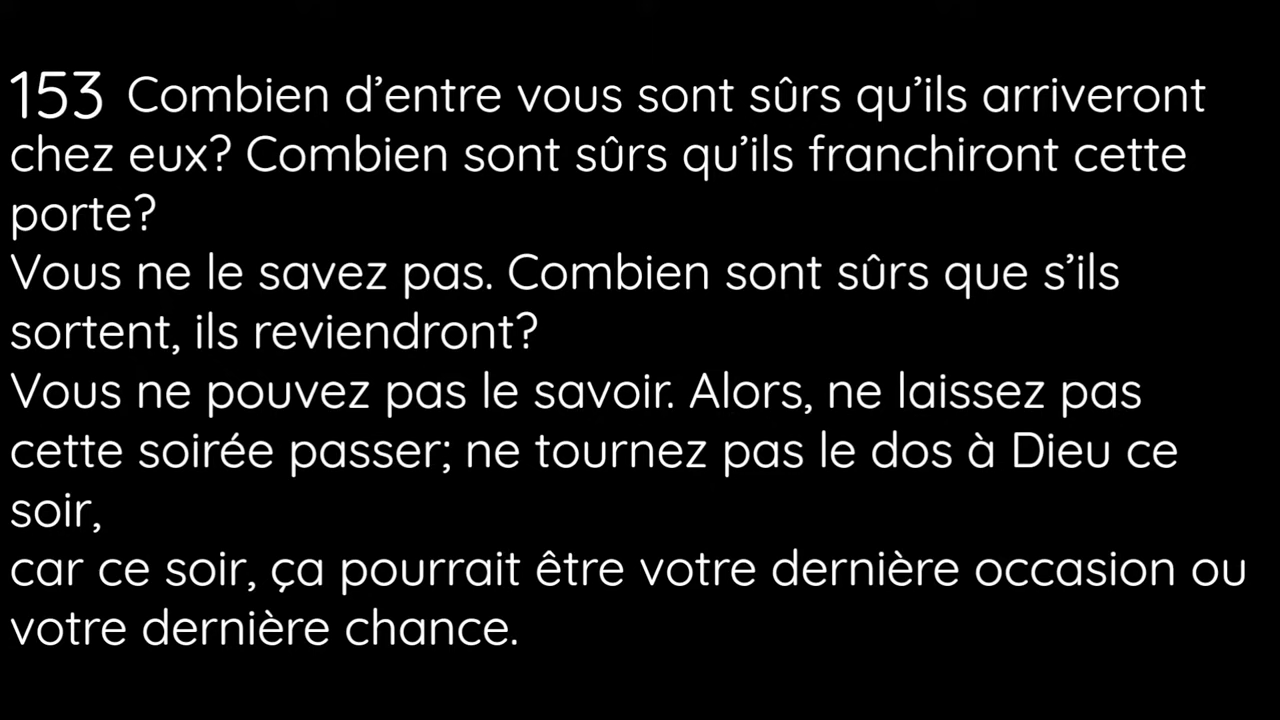 153 Combien d’entre vous sont sûrs qu’ils arriveront
chez eux? Combien sont sûrs qu’ils franchiront cette
porte?
Vous ne le savez pas. Combien sont sûrs que s’ils
sortent, ils reviendront?
Vous ne pouvez pas le savoir. Alors, ne laissez pas
cette soirée passer; ne tournez pas le dos à Dieu ce
soir,
car ce soir, ça pourrait être votre dernière occasion ou
votre dernière chance.